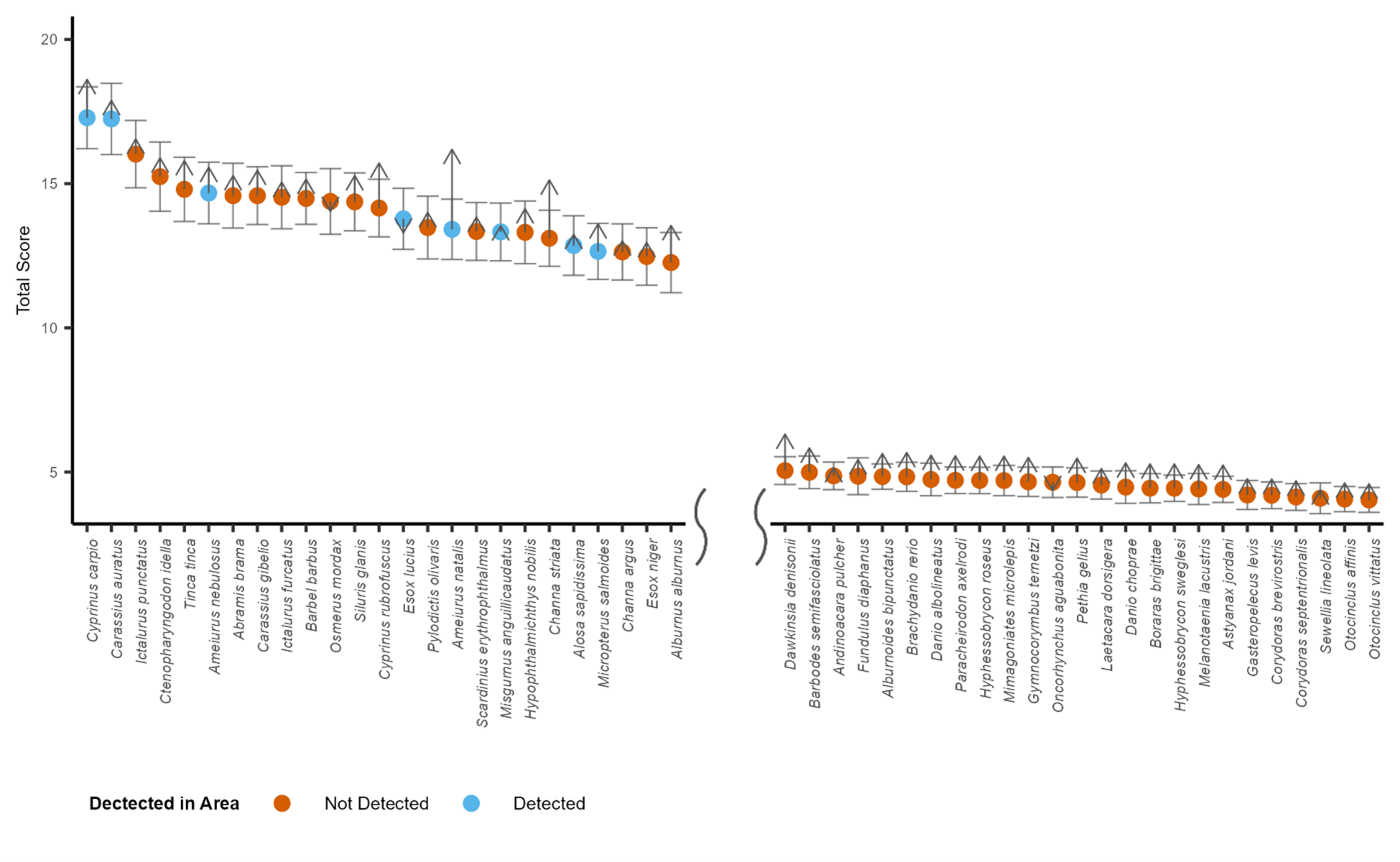 20
15
10
5
Total Score
Cyprinus carpio
Carassius auratus
Ictalurus punctatus
Ctenopharyngodon idella
Tinca tinca
Ameiurus nebulosus
Abramis brama
Carassius gibelio
Ictalurus furcatus
Barbel barbus
Osmerus mordax
Siluris glanis
Cyprinus rubrofuscus
Esox lucius
Pylodictis olivaris
Ameiurus natalis
Scardinius erythrophthalmus
Misgurnus anguillicaudatus
Hypophthalmichthys nobilis
Channa striata
Alosa sapidissima
Micropterus salmoides
Channa argus
Esox niger
Alburnus alburnus
Dawkinsia denisonii
Barbodes semifasciolatus
Andinoacara pulcher
Fundulus diaphanus
Alburnoides bipunctatus
Brachydanio rerio
Danio albolineatus
Paracheirodon axelrodi
Hyphessobrycon roseus
Mimagoniates microlepis
Gymnocorymbus ternetzi
Oncorhynchus aguabonita
Pethia gelius
Laetacara dorsigera
Danio choprae
Boraras brigittae
Hyphessobrycon sweglesi
Melanotaenia lacustris
Astyanax jordani
Gasteropelecus levis
Corydoras brevirostris
Corydoras septentrionalis
Sewellia lineolata
Otocinclus affinis
Otocinclus vittatus
Dectected in Area
Not Detected
Detected